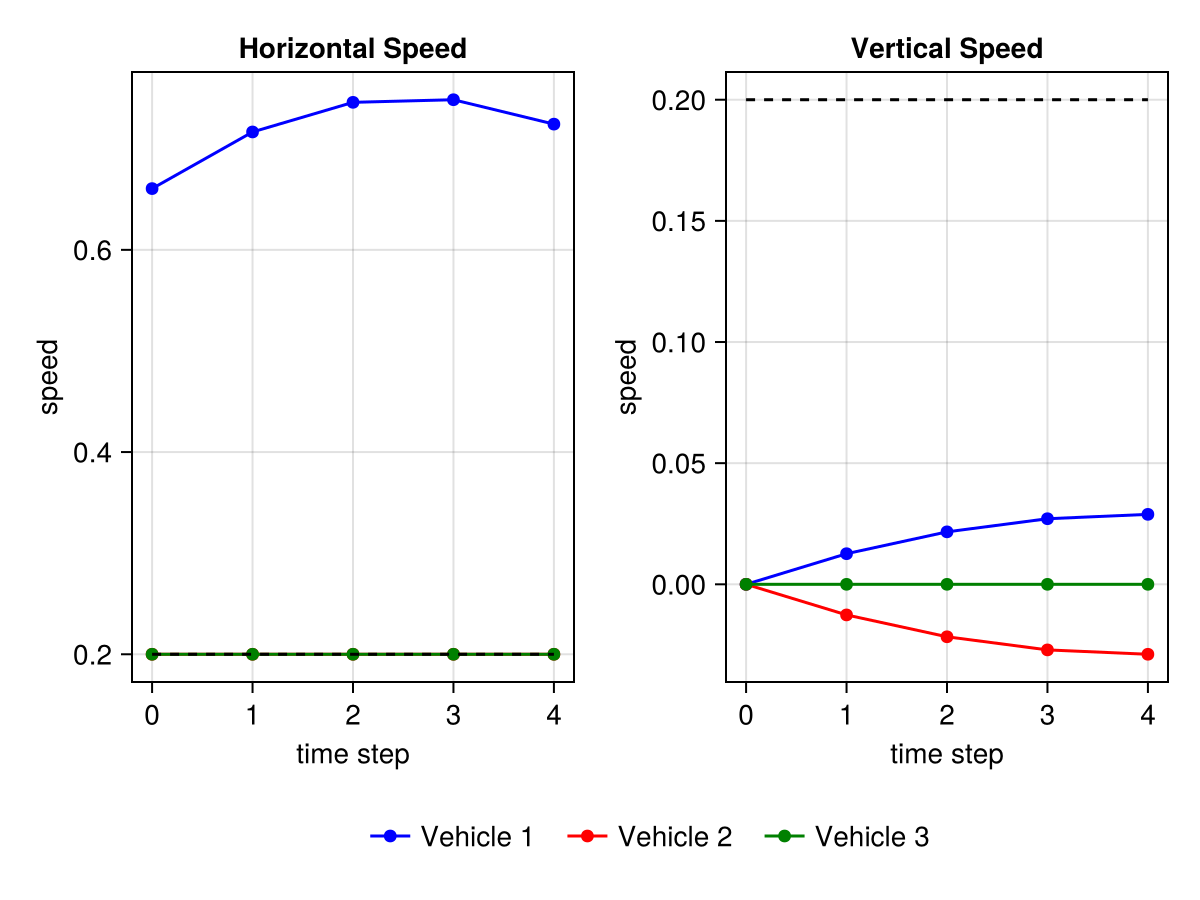 Horizontal Speed
speed
0.6
0.4
0.2
0
1
2
3
4
time step
Vertical Speed
speed
0.20
0.15
0.10
0.05
0.00
0
1
2
3
4
time step
Vehicle 1
Vehicle 2
Vehicle 3